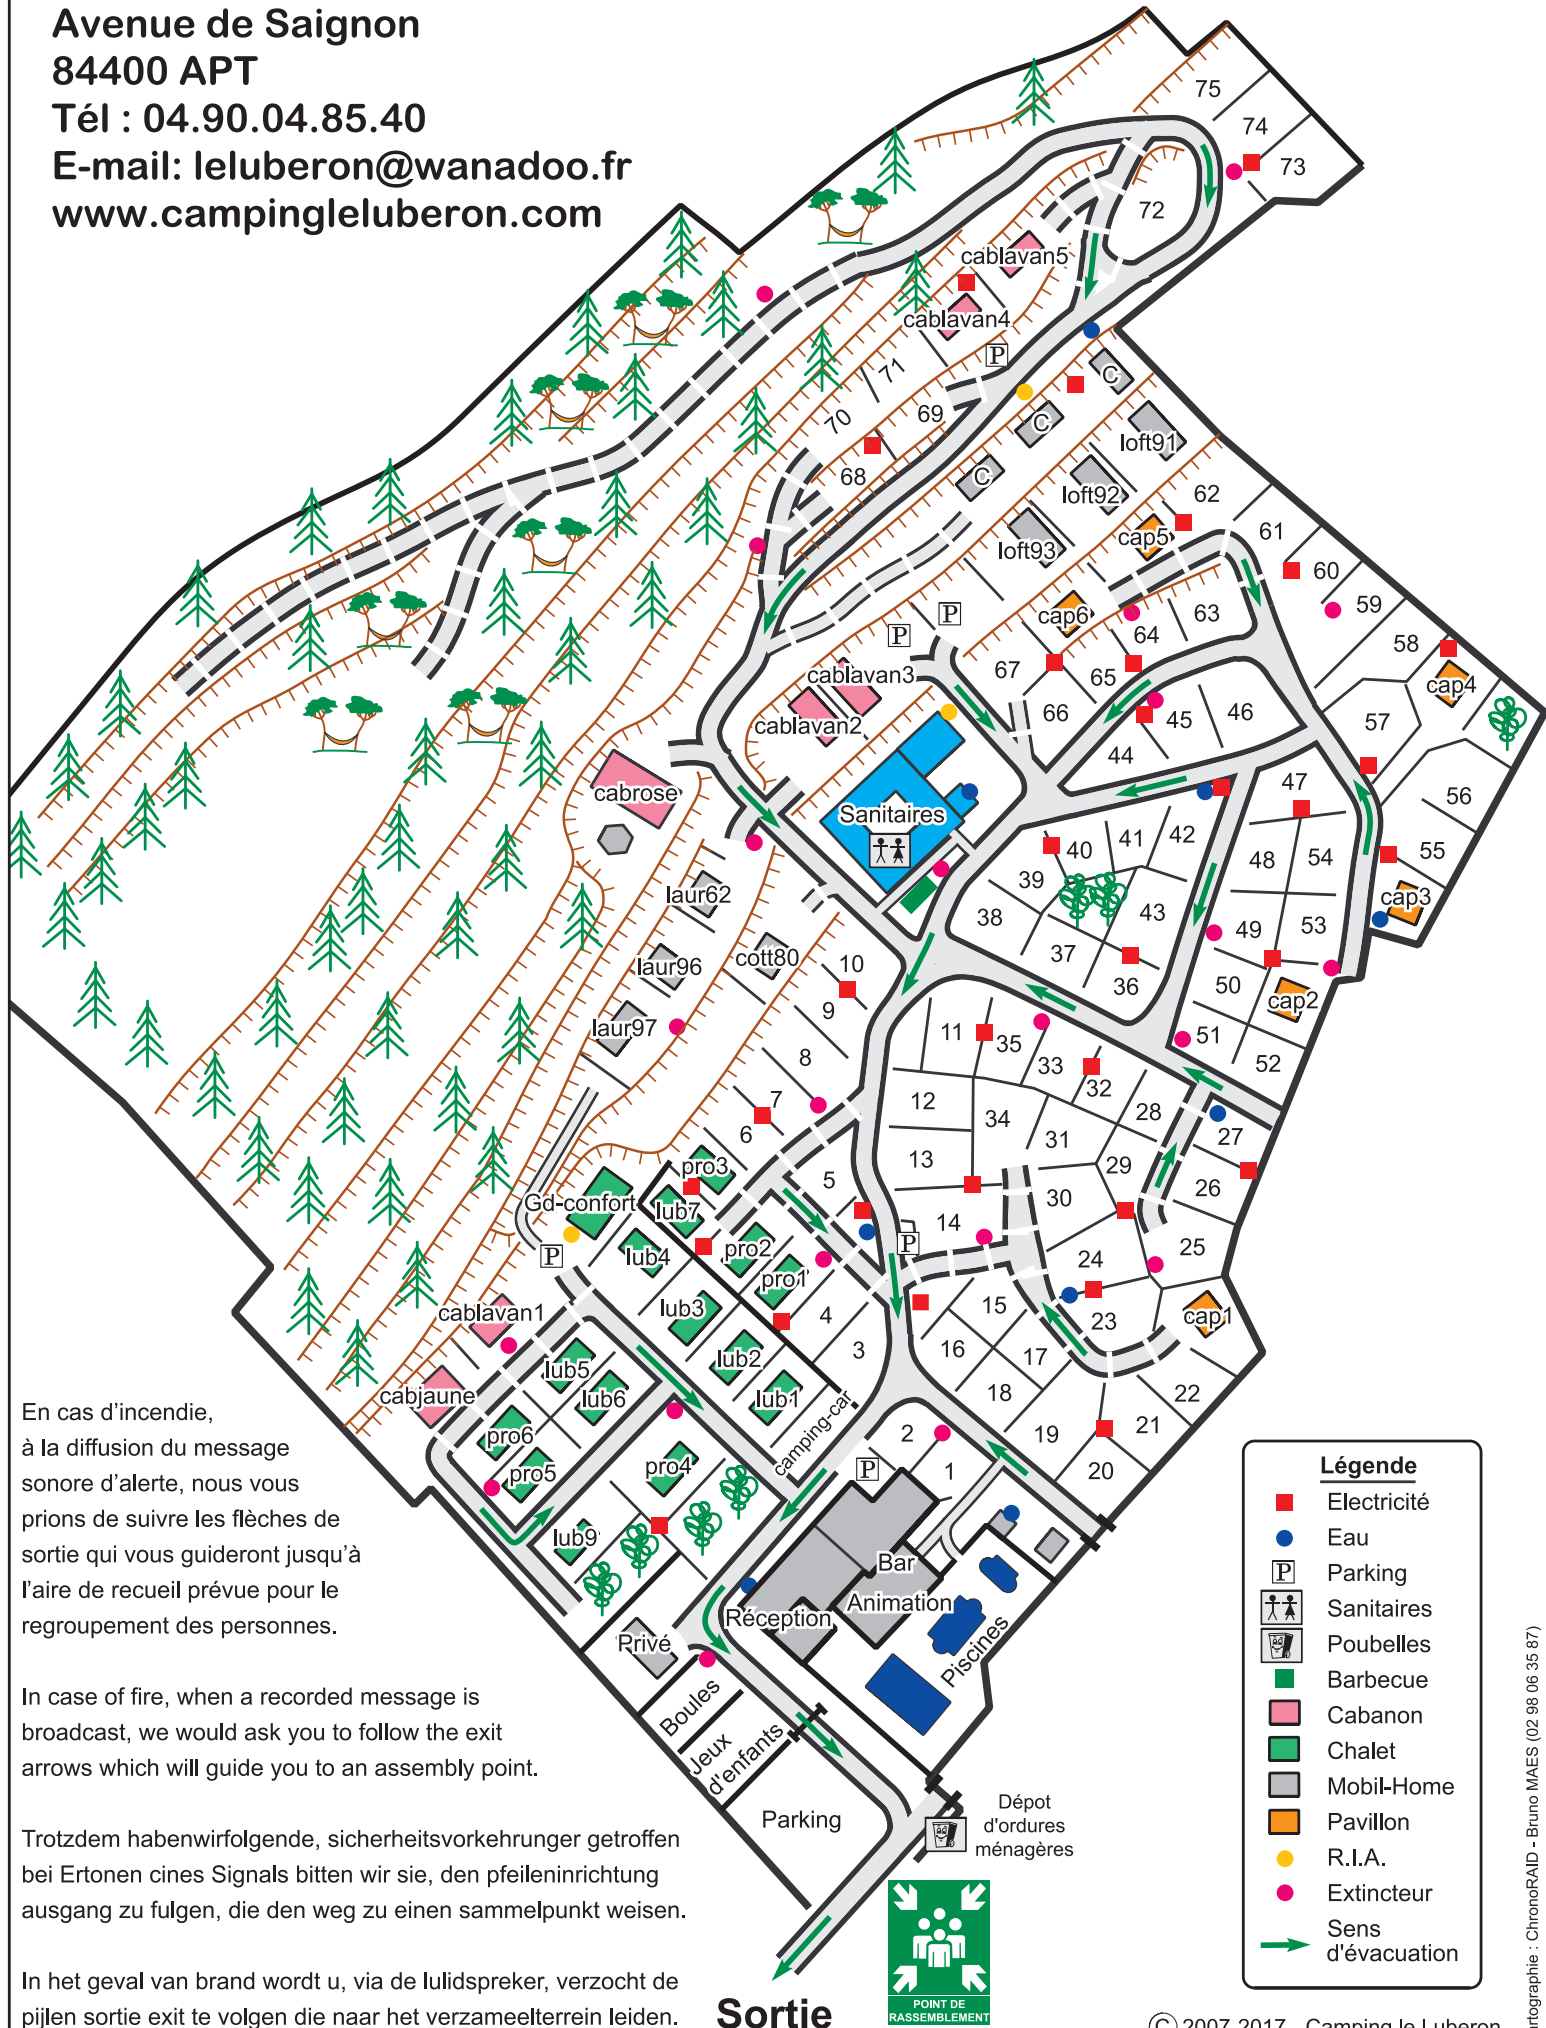 Avenue de Saignon
84400 APT
Tél : 04.90.04.85.40
E-mail: leluberon@wanadoo.fr
www.campingleluberon.com
75
74
73
72
cablavan5
cablavan4
P
71
70
69
68
C
C
C
loft91
loft92
loft93
62
cap5
61
60
59
58
cap4
57
56
55
cap3
cap6
63
64
65
67
66
P
P
cablavan3
cablavan2
45
46
44
47
cabrose
Sanitaires
40
41
42
48
54
39
38
43
49
53
37
36
50
cap2
51
52
laur62
laur96
cott80
laur97
10
9
8
7
6
11
35
33
32
28
27
12
34
31
29
26
13
30
14
P
24
25
23
cap1
5
pro3
Gd-confort
lub7
P
lub4
pro2
pro1
4
3
lub3
lub2
lub1
cablavan1
lub5
lub6
cabjaune
pro6
pro5
pro4
lub9
15
16
17
18
19
22
21
20
camping-car
2
1
P
Bar
Animation
Réception
Piscines
Privé
Boules
Jeux
d'enfants
Parking
Dépot
d'ordures
ménagères
En cas d'incendie,
à la diffusion du message
sonore d'alerte, nous vous
prions de suivre les flèches de
sortie qui vous guideront jusqu'à
l'aire de recueil prévue pour le
regroupement des personnes.
In case of fire, when a recorded message is
broadcast, we would ask you to follow the exit
arrows which will guide you to an assembly point.
Trotzdem habenwirfolgende, sicherheitsvorkehrunger getroffen
bei Ertonen cines Signals bitten wir sie, den pfeileninrichtung
ausgang zu fulgen, die den weg zu einen sammelpunkt weisen.
In het geval van brand wordt u, via de lulidspreker, verzocht de
pijlen sortie exit te volgen die naar het verzameelterrein leiden.
Sortie
POINT DE
RASSEMBLEMENT
Légende
Electricité
Eau
P Parking
Sanitaires
Poubelles
Barbecue
Cabanon
Chalet
Mobil-Home
Pavillon
R.I.A.
Extincteur
Sens
d'évacuation
rtographie : ChronoRAID - Bruno MAES (02 98 06 35 87)
© 2007-2017 - Camping le Luberon